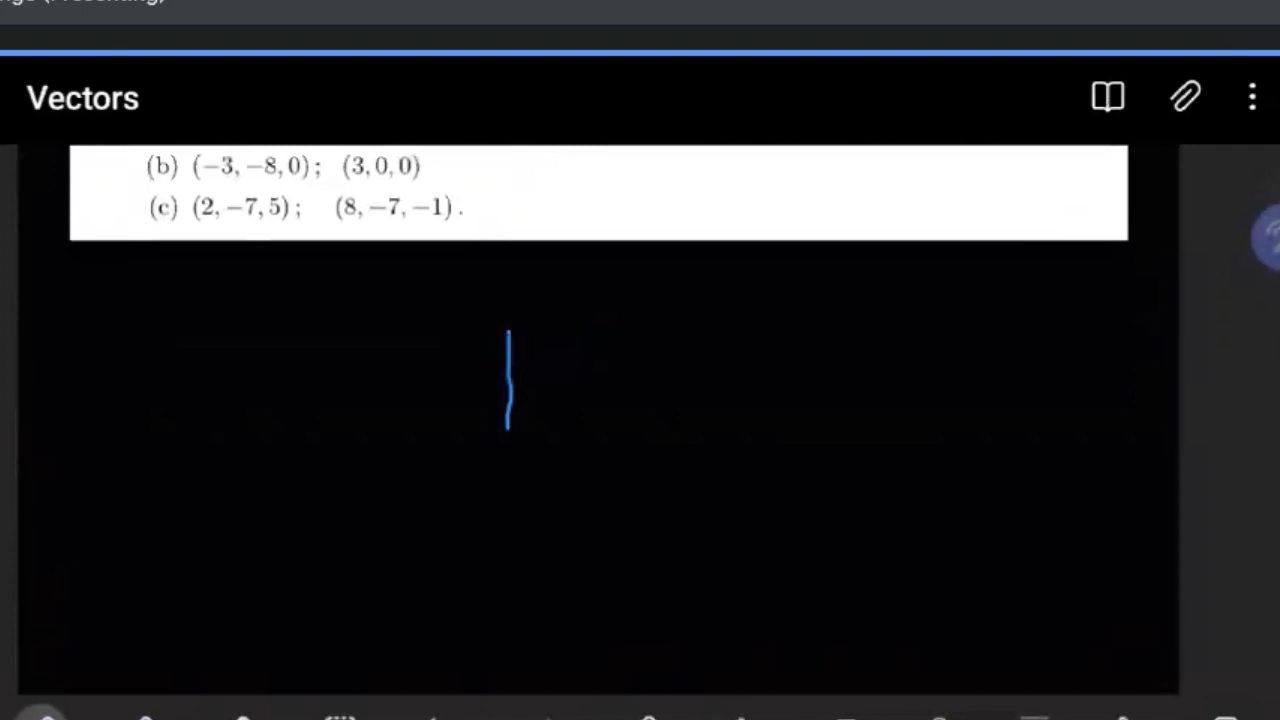 Vectors
(b) (−3, −8, 0) ; (3, 0, 0)
(c) (2, −7, 5) ; (8, −7, −1) .